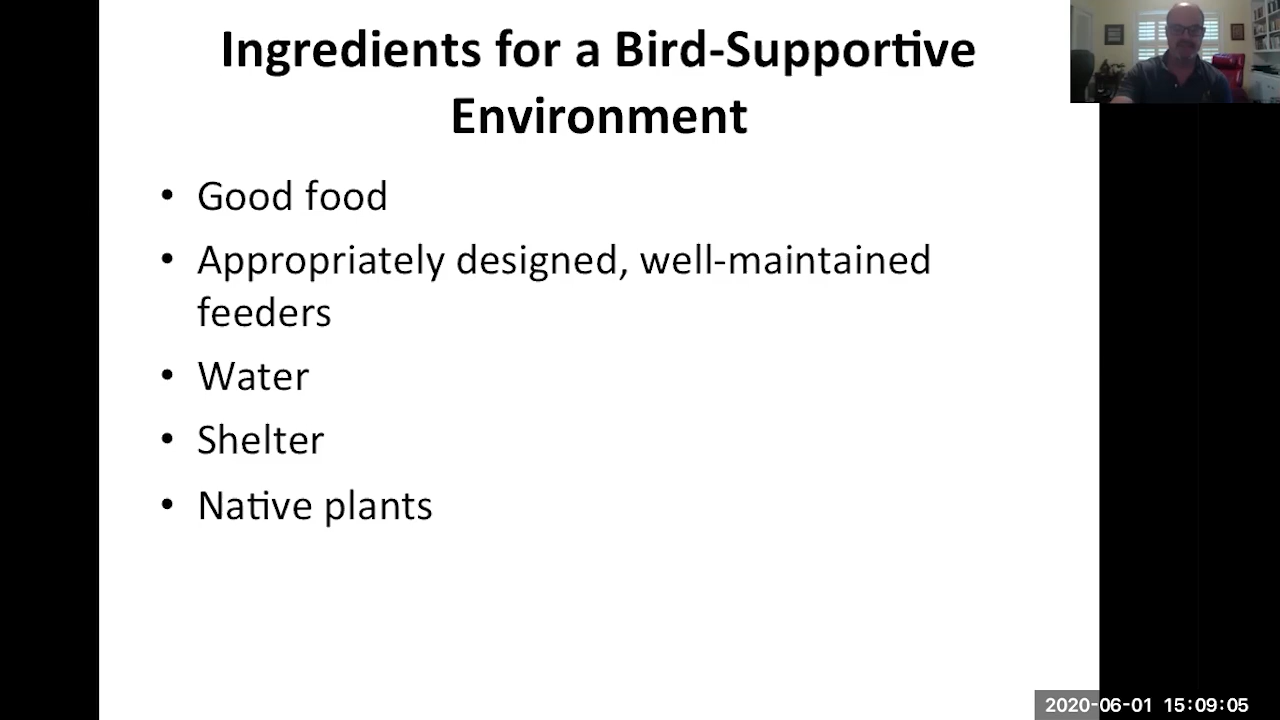 Ingredients for a Bird-Supportive
Environment
• Good food
• Appropriately designed, well-maintained
feeders
• Water
• Shelter
• Native plants
2020-06-01 15:09:05